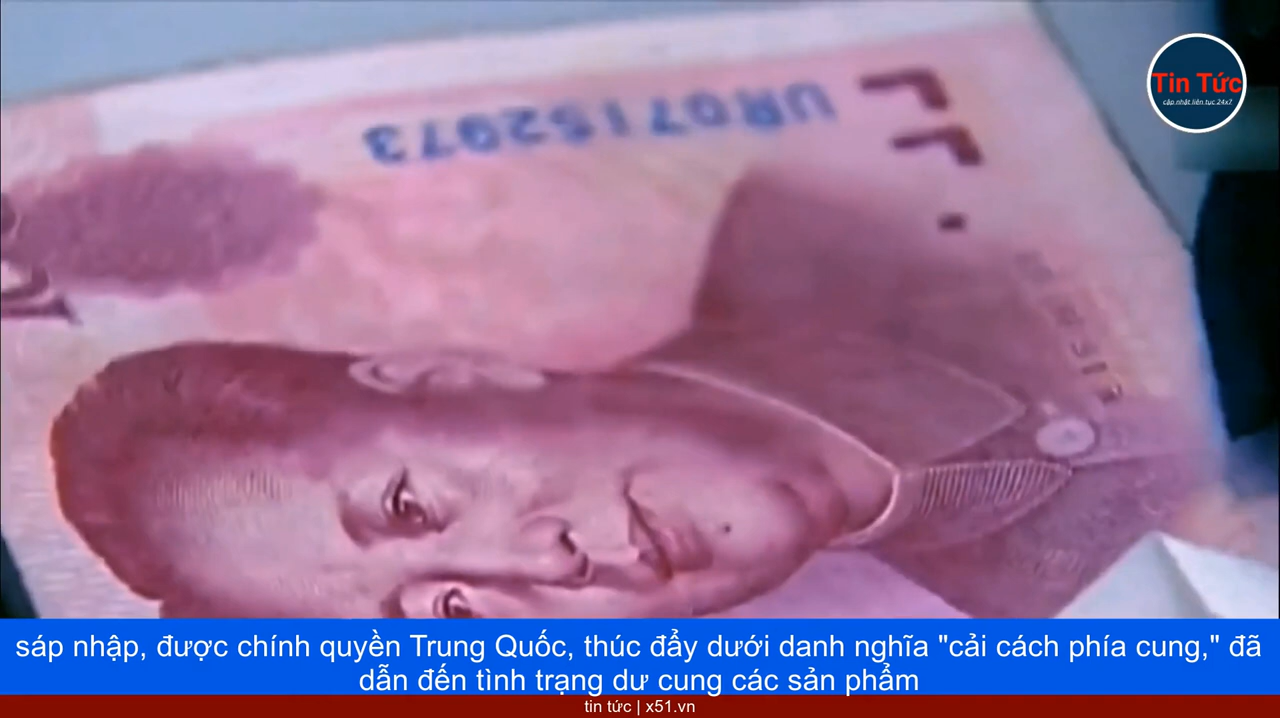 Tin Tức
cập nhật liên tục 24x7
UR07152973
sáp nhập, được chính quyền Trung Quốc, thúc đẩy dưới danh nghĩa "cải cách phía cung," đã
dẫn đến tình trạng dư cung các sản phẩm
tin tức | x51.vn